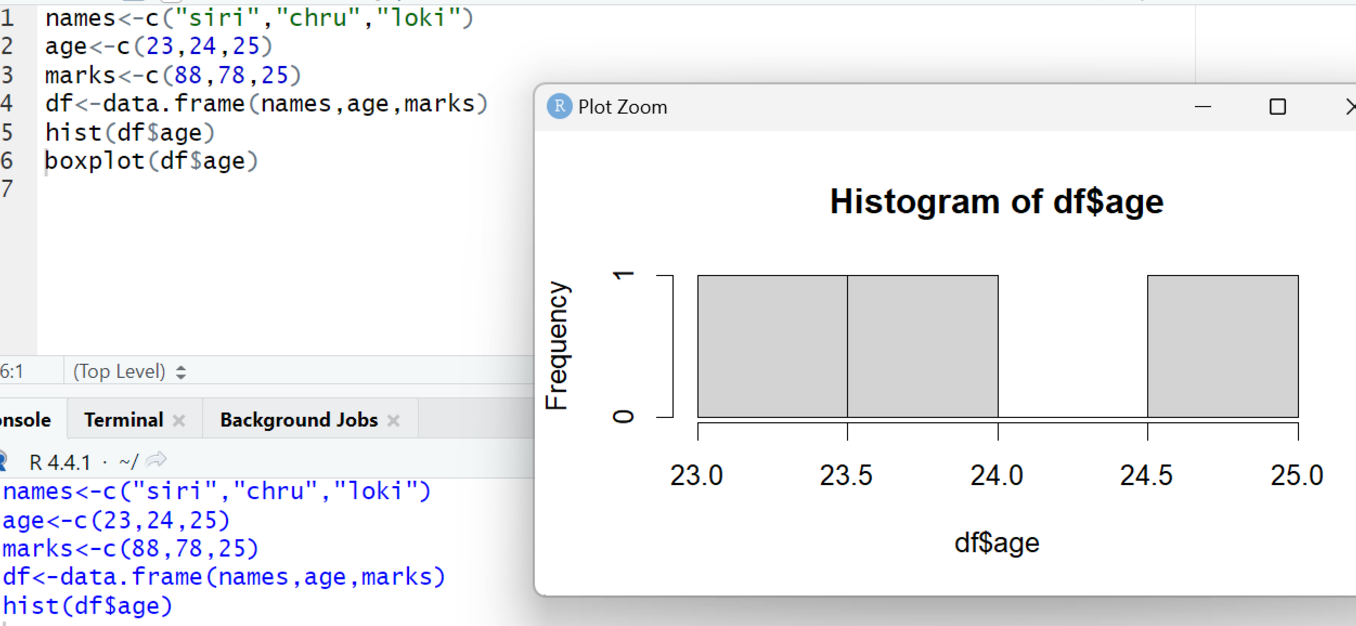 1 names<-c("siri","chru","loki")
2 age<-c(23,24,25)
3 marks<-c(88,78,25)
4 df<-data.frame(names,age,marks)
5 hist(df$age)
6 boxplot(df$age)
7
6:1 (Top Level)
onsole Terminal Background Jobs
R 4.4.1 · ~/
names<-c("siri","chru","loki")
age<-c(23,24,25)
marks<-c(88,78,25)
df<-data.frame(names,age,marks)
hist(df$age)
R Plot Zoom
Histogram of df$age
Frequency
1
0
23.0 23.5 24.0 24.5 25.0
df$age